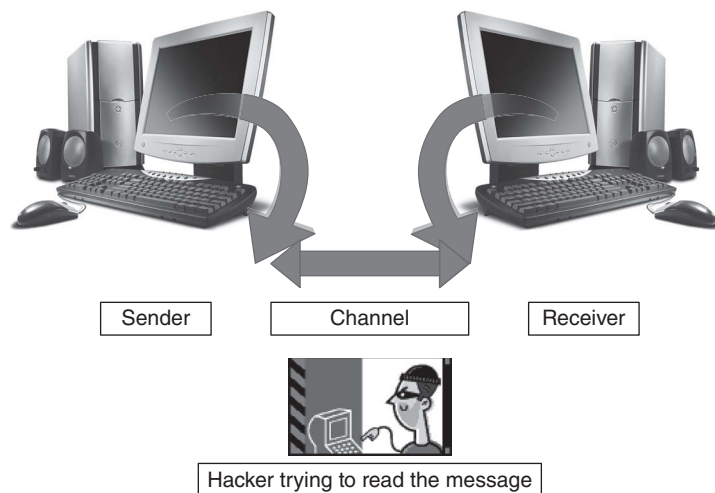 Sender
Channel
Receiver
Hacker trying to read the message